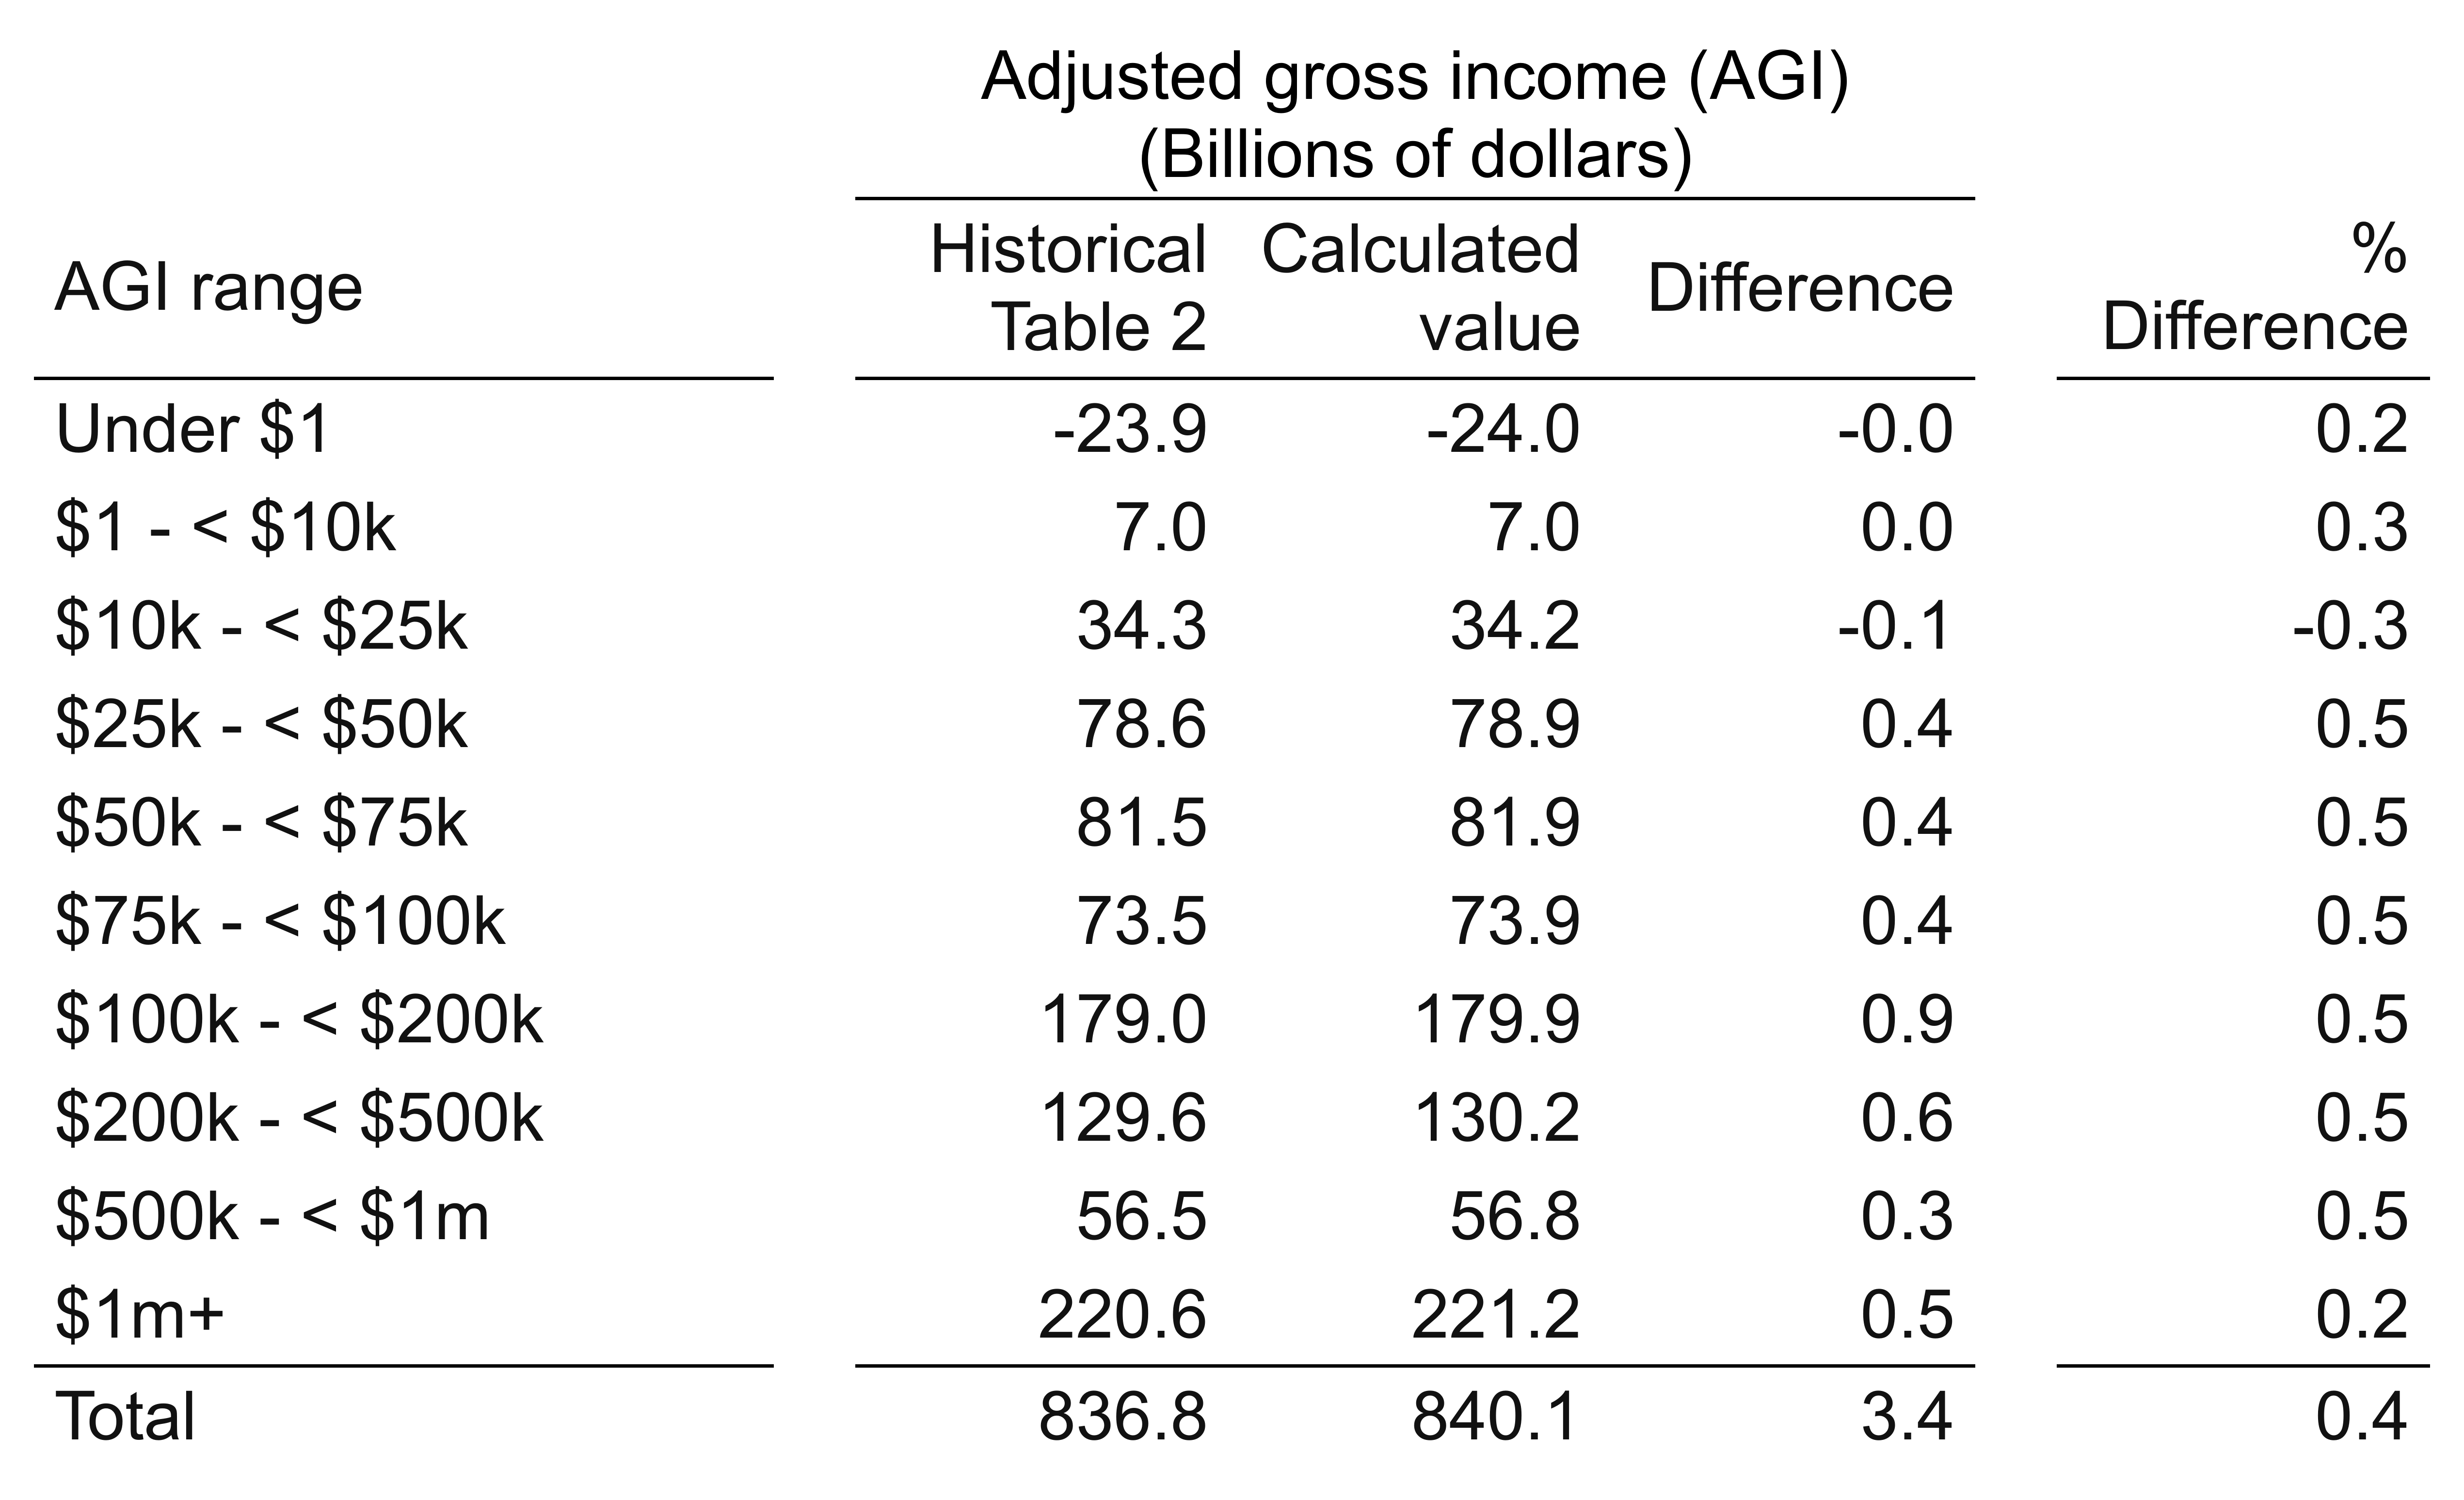 Adjusted gross income (AGI)
(Billions of dollars)
AGI range Historical Table 2 Calculated value Difference % Difference
Under $1 -23.9 -24.0 -0.0 0.2
$1 - < $10k 7.0 7.0 0.0 0.3
$10k - < $25k 34.3 34.2 -0.1 -0.3
$25k - < $50k 78.6 78.9 0.4 0.5
$50k - < $75k 81.5 81.9 0.4 0.5
$75k - < $100k 73.5 73.9 0.4 0.5
$100k - < $200k 179.0 179.9 0.9 0.5
$200k - < $500k 129.6 130.2 0.6 0.5
$500k - < $1m 56.5 56.8 0.3 0.5
$1m+ 220.6 221.2 0.5 0.2
Total 836.8 840.1 3.4 0.4